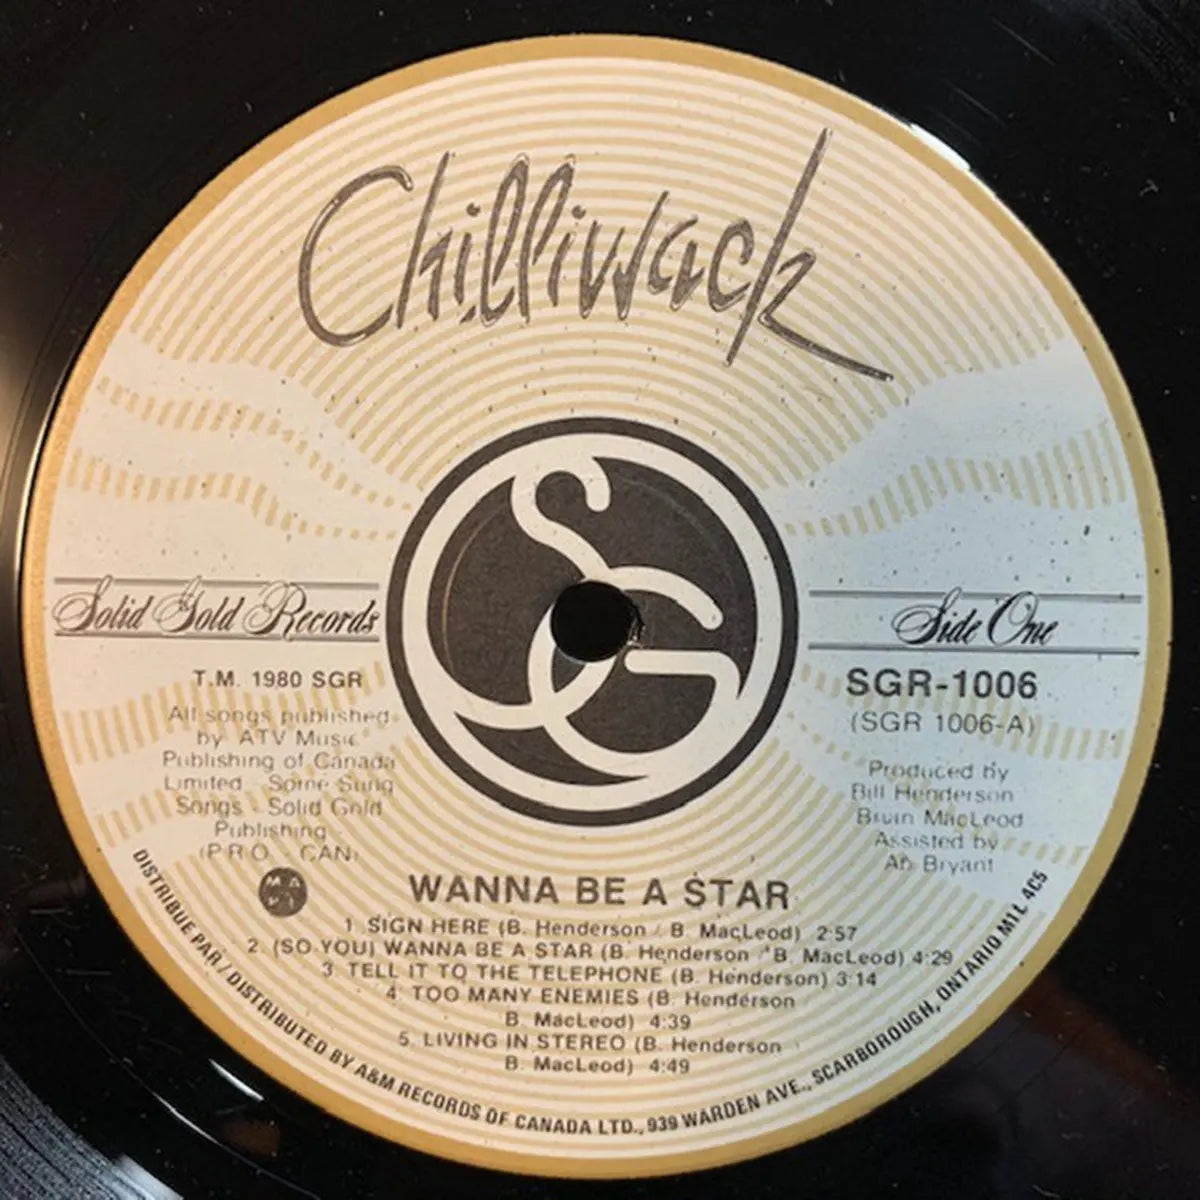 Chilliwack
Solid Gold Records
T.M. 1980 SGR
All songs published
by ATV Music
Publishing of Canada
Limited - Some Sung
Songs - Solid Gold
Publishing -
(P.R.O. CAN)
SG
Side One
SGR-1006
(SGR 1006-A)
Produced by
Bill Henderson
Brian MacLeod
Assisted by
Ab Bryant
WANNA BE A STAR
1. SIGN HERE (B. Henderson / B. MacLeod) 2:57
2. (SO YOU) WANNA BE A STAR (B. Henderson / B. MacLeod) 4:29
3. TELL IT TO THE TELEPHONE (B. Henderson) 3:14
4. TOO MANY ENEMIES (B. Henderson
B. MacLeod) 4:39
5. LIVING IN STEREO (B. Henderson
B. MacLeod) 4:49
DISTRIBUE PAR/DISTRIBUTED BY A&M RECORDS OF CANADA LTD., 939 WARDEN AVE., SCARBOROUGH, ONTARIO M1L 4C5